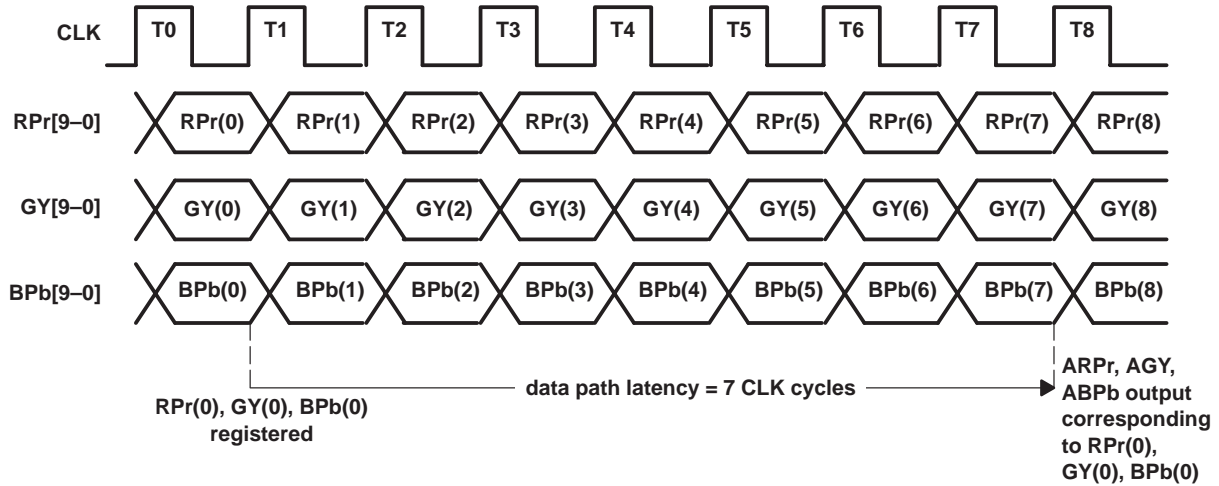 CLK T0 T1 T2 T3 T4 T5 T6 T7 T8
RPr[9–0] RPr(0) RPr(1) RPr(2) RPr(3) RPr(4) RPr(5) RPr(6) RPr(7) RPr(8)
GY[9–0] GY(0) GY(1) GY(2) GY(3) GY(4) GY(5) GY(6) GY(7) GY(8)
BPb[9–0] BPb(0) BPb(1) BPb(2) BPb(3) BPb(4) BPb(5) BPb(6) BPb(7) BPb(8)
data path latency = 7 CLK cycles
RPr(0), GY(0), BPb(0)
registered
ARPr, AGY,
ABPb output
corresponding
to RPr(0),
GY(0), BPb(0)